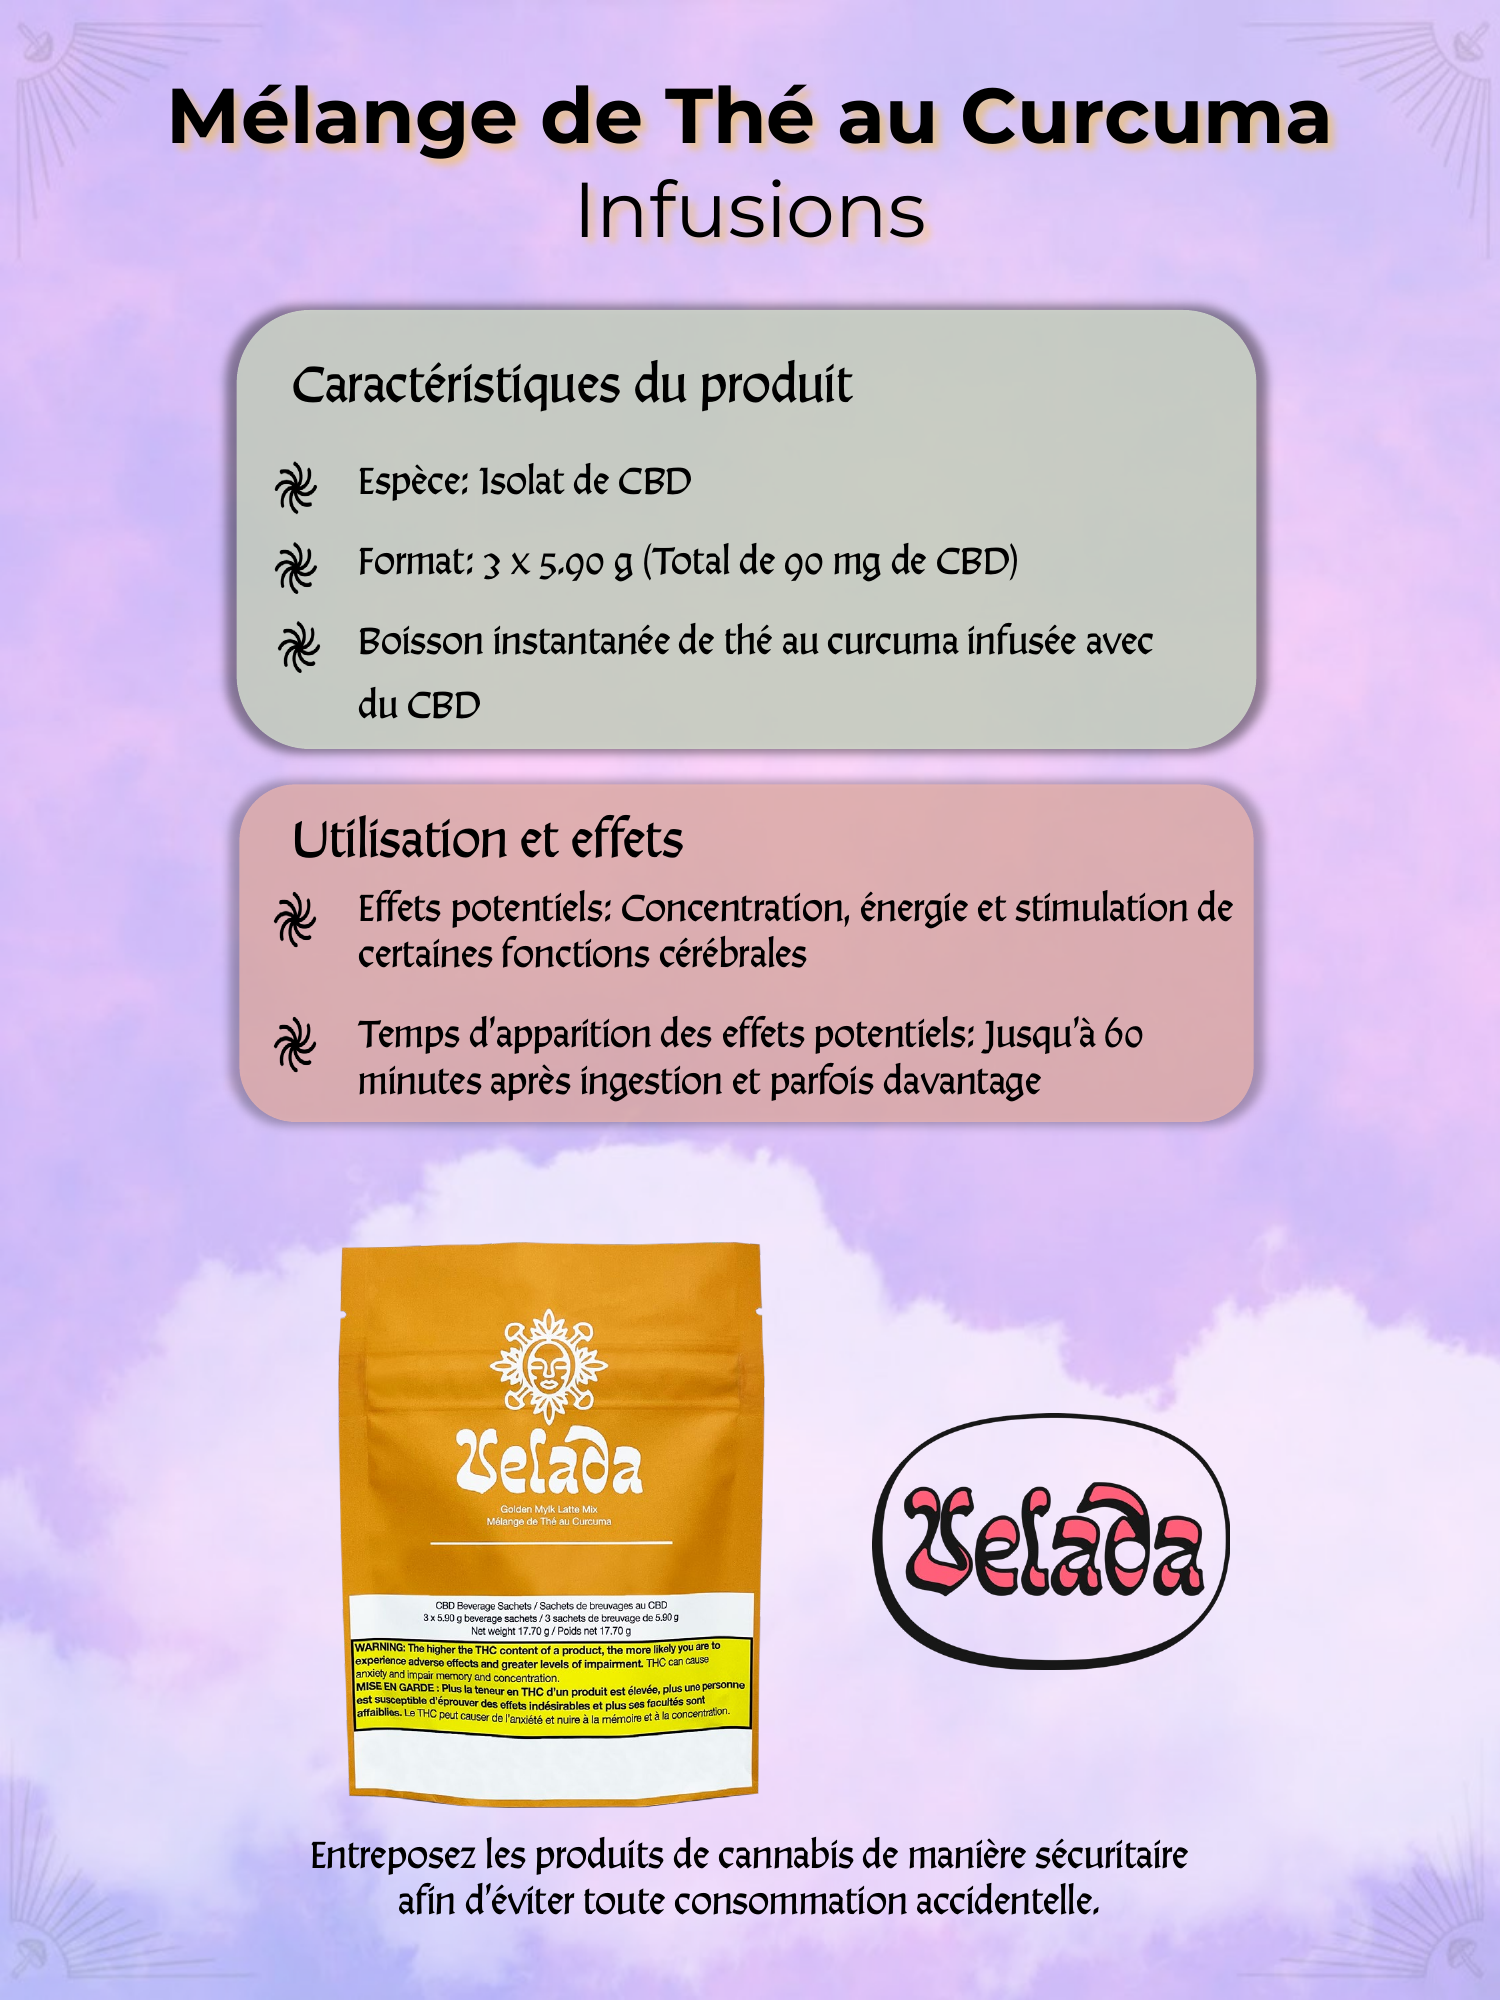 Mélange de Thé au Curcuma
Infusions
Caractéristiques du produit
Espèce: Isolat de CBD
Format: 3 x 5.90 g (Total de 90 mg de CBD)
Boisson instantanée de thé au curcuma infusée avec
du CBD
Utilisation et effets
Effets potentiels: Concentration, énergie et stimulation de
certaines fonctions cérébrales
Temps d'apparition des effets potentiels: Jusqu'à 60
minutes après ingestion et parfois davantage
Velada
Golden Mylk Latte Mix
Mélange de Thé au Curcuma
CBD Beverage Sachets / Sachets de breuvages au CBD
3 x 5.90 g beverage sachets / 3 sachets de breuvage de 5.90 g
Net weight 17.70 g / Poids net 17.70 g
WARNING: The higher the THC content of a product, the more likely you are to
experience adverse effects and greater levels of impairment. THC can cause
anxiety and impair memory and concentration.
MISE EN GARDE : Plus la teneur en THC d'un produit est élevée, plus une personne
est susceptible d'éprouver des effets indésirables et plus ses facultés sont
affaiblies. Le THC peut causer de l'anxiété et nuire à la mémoire et à la concentration.
Velada
Entreposez les produits de cannabis de manière sécuritaire
afin d'éviter toute consommation accidentelle.